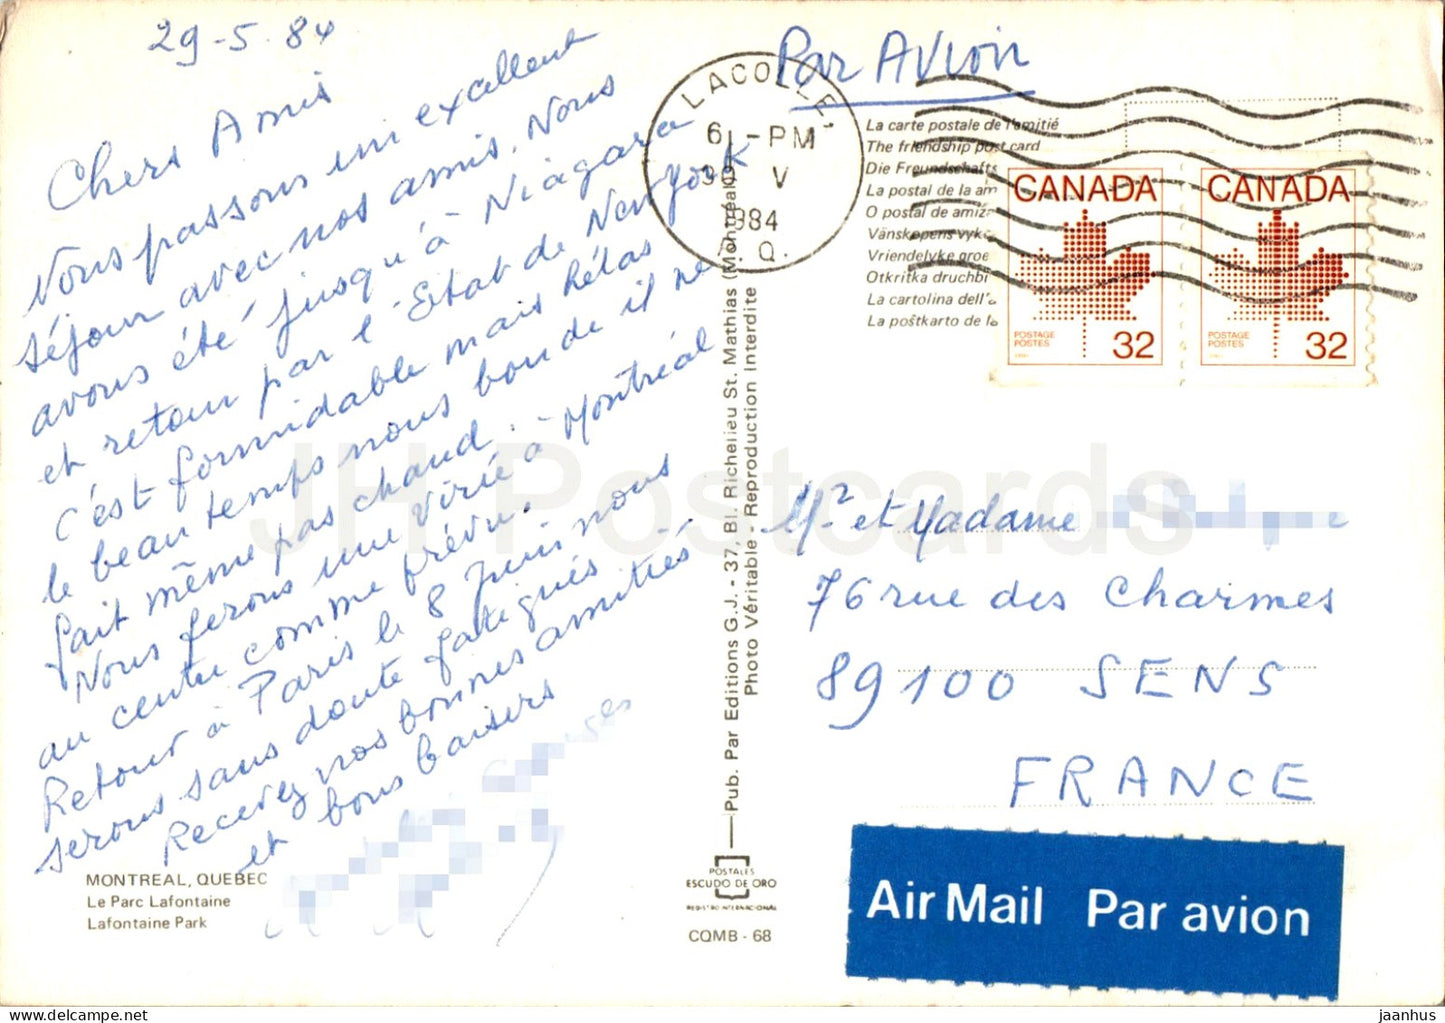 29-5-84
Chers Amis
Nous passons un excellent
séjour avec nos amis. Nous
avons été jusqu'à Niagara
et retour par l'Etat de New York
c'est formidable mais hélas
le beau temps nous boude il ne
fait même pas chaud.
Nous ferons une virée à Montréal
au centre comme prévu.
Retour à Paris le 8 Juin nous
serons sans doute fatigués -
Recevez nos bonnes amitiés
et bons baisers
MONTREAL, QUEBEC
Le Parc Lafontaine
Lafontaine Park
Pub. Par Editions G.J. - 37, Bl. Richelieu St. Mathias (Montréal)
Photo Véritable - Reproduction Interdite
POSTALES
ESCUDO DE ORO
REGISTRO INTERNACIONAL
CQMB - 68
Par Avion
LACOLLE,
6 - PM
V
1984
P.Q.
La carte postale de l'amitié
The friendship post card
Die Freundschafts
La postal de la am
O postal de amiz
Vänskapens vyk
Vriendelyke groe
Otkritka druchbi
La cartolina dell'a
La poŝtkarto de la
CANADA
POSTAGE
POSTES
32
CANADA
POSTAGE
POSTES
32
Mr et Madame
76 rue des Charmes
89100 SENS
FRANCE
Air Mail Par avion
JH Postcards
jaanhus